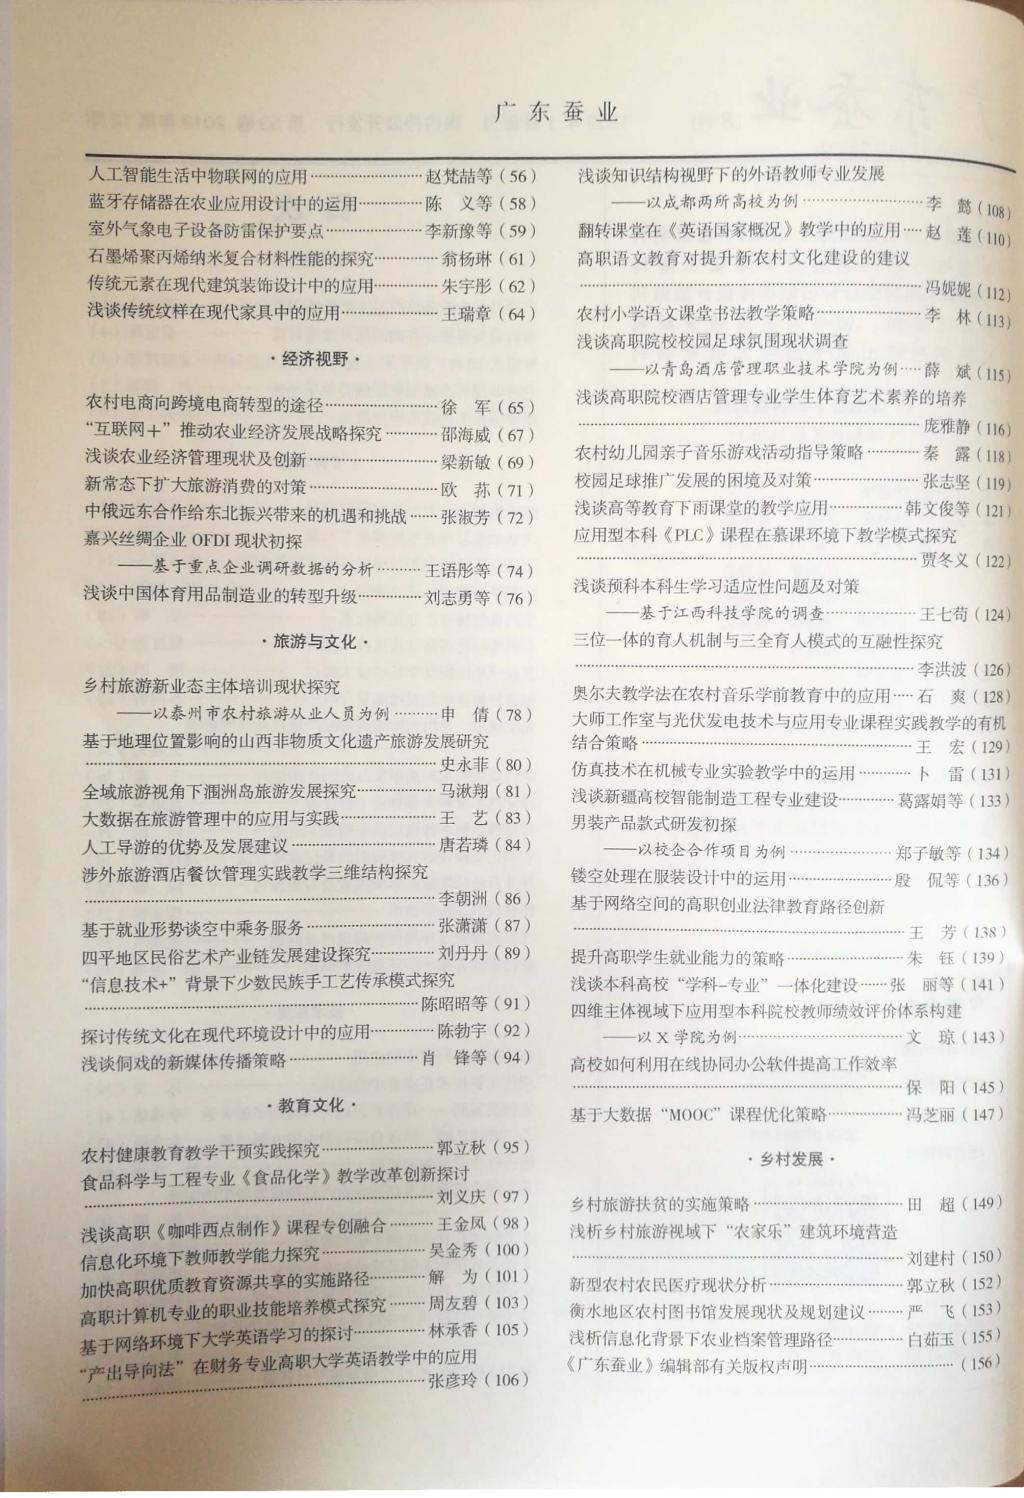 广东蚕业
人工智能生活中物联网的应用……………………赵梵喆等（56）
蓝牙存储器在农业应用设计中的运用…………陈　义等（58）
室外气象电子设备防雷保护要点………………李新豫等（59）
石墨烯聚丙烯纳米复合材料性能的探究…………翁杨琳（61）
传统元素在现代建筑装饰设计中的应用…………朱宇彤（62）
浅谈传统纹样在现代家具中的应用………………王瑞章（64）
·经济视野·
农村电商向跨境电商转型的途径…………………徐　军（65）
“互联网＋”推动农业经济发展战略探究…………邵海威（67）
浅谈农业经济管理现状及创新……………………梁新敏（69）
新常态下扩大旅游消费的对策……………………欧　荪（71）
中俄远东合作给东北振兴带来的机遇和挑战……张淑芳（72）
嘉兴丝绸企业 OFDI 现状初探
——基于重点企业调研数据的分析………王语彤等（74）
浅谈中国体育用品制造业的转型升级…………刘志勇等（76）
·旅游与文化·
乡村旅游新业态主体培训现状探究
——以泰州市农村旅游从业人员为例………申　倩（78）
基于地理位置影响的山西非物质文化遗产旅游发展研究
………………………………………………………史永菲（80）
全域旅游视角下涠洲岛旅游发展探究……………马湫翔（81）
大数据在旅游管理中的应用与实践………………王　艺（83）
人工导游的优势及发展建议………………………唐若璘（84）
涉外旅游酒店餐饮管理实践教学三维结构探究
………………………………………………………李朝洲（86）
基于就业形势谈空中乘务服务……………………张潇潇（87）
四平地区民俗艺术产业链发展建设探究…………刘丹丹（89）
“信息技术+”背景下少数民族手工艺传承模式探究
……………………………………………………陈昭昭等（91）
探讨传统文化在现代环境设计中的应用…………陈勃宇（92）
浅谈侗戏的新媒体传播策略……………………肖　锋等（94）
·教育文化·
农村健康教育教学干预实践探究…………………郭立秋（95）
食品科学与工程专业《食品化学》教学改革创新探讨
………………………………………………………刘义庆（97）
浅谈高职《咖啡西点制作》课程专创融合………王金凤（98）
信息化环境下教师教学能力探究………………吴金秀（100）
加快高职优质教育资源共享的实施路径…………解　为（101）
高职计算机专业的职业技能培养模式探究………周友碧（103）
基于网络环境下大学英语学习的探讨……………林承香（105）
“产出导向法”在财务专业高职大学英语教学中的应用
………………………………………………………张彦玲（106）
浅谈知识结构视野下的外语教师专业发展
——以成都两所高校为例……………………李　懿（108）
翻转课堂在《英语国家概况》教学中的应用……赵　莲（110）
高职语文教育对提升新农村文化建设的建议
………………………………………………………冯妮妮（112）
农村小学语文课堂书法教学策略…………………李　林（113）
浅谈高职院校校园足球氛围现状调查
——以青岛酒店管理职业技术学院为例……薛　斌（115）
浅谈高职院校酒店管理专业学生体育艺术素养的培养
………………………………………………………庞雅静（116）
农村幼儿园亲子音乐游戏活动指导策略…………秦　露（118）
校园足球推广发展的困境及对策…………………张志坚（119）
浅谈高等教育下雨课堂的教学应用……………韩文俊等（121）
应用型本科《PLC》课程在慕课环境下教学模式探究
………………………………………………………贾冬义（122）
浅谈预科本科生学习适应性问题及对策
——基于江西科技学院的调查………………王七苟（124）
三位一体的育人机制与三全育人模式的互融性探究
………………………………………………………李洪波（126）
奥尔夫教学法在农村音乐学前教育中的应用……石　爽（128）
大师工作室与光伏发电技术与应用专业课程实践教学的有机
结合策略……………………………………………王　宏（129）
仿真技术在机械专业实验教学中的运用…………卜　雷（131）
浅谈新疆高校智能制造工程专业建设…………葛露娟等（133）
男装产品款式研发初探
——以校企合作项目为例…………………郑子敏等（134）
镂空处理在服装设计中的运用…………………殷　侃等（136）
基于网络空间的高职创业法律教育路径创新
………………………………………………………王　芳（138）
提升高职学生就业能力的策略……………………朱　钰（139）
浅谈本科高校“学科–专业”一体化建设……张　丽等（141）
四维主体视域下应用型本科院校教师绩效评价体系构建
——以 X 学院为例……………………………文　琼（143）
高校如何利用在线协同办公软件提高工作效率
………………………………………………………保　阳（145）
基于大数据“MOOC”课程优化策略……………冯芝丽（147）
·乡村发展·
乡村旅游扶贫的实施策略…………………………田　超（149）
浅析乡村旅游视域下“农家乐”建筑环境营造
………………………………………………………刘建村（150）
新型农村农民医疗现状分析………………………郭立秋（152）
衡水地区农村图书馆发展现状及规划建议………严　飞（153）
浅析信息化背景下农业档案管理路径……………白茹玉（155）
《广东蚕业》编辑部有关版权声明…………………………（156）